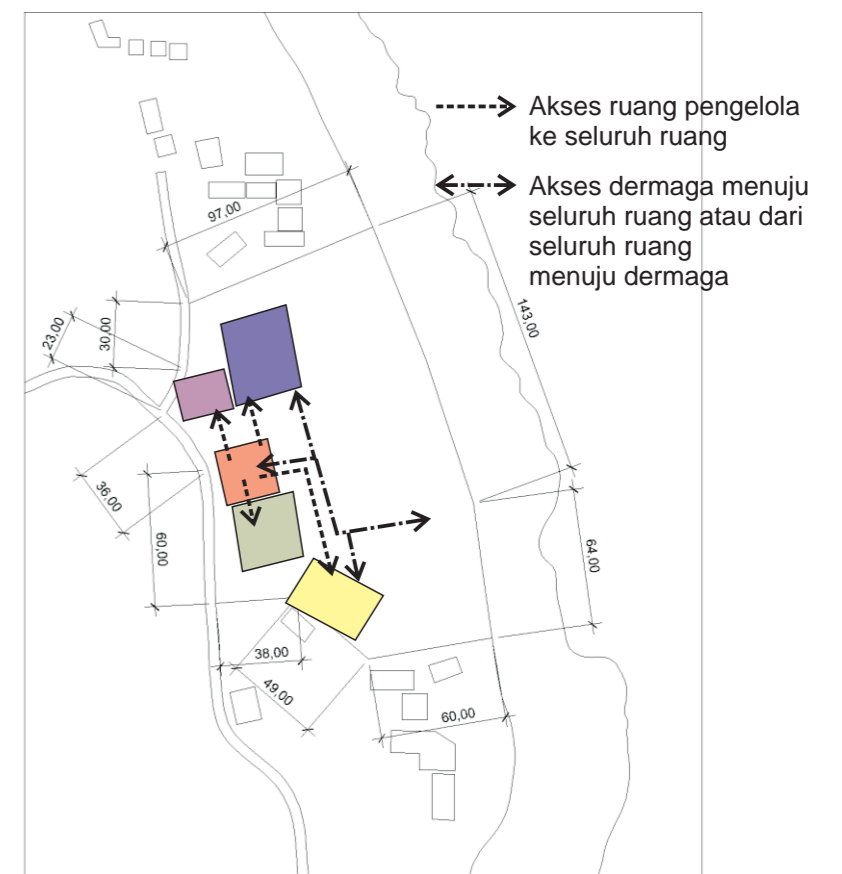 Akses ruang pengelola
ke seluruh ruang
Akses dermaga menuju
seluruh ruang atau dari
seluruh ruang
menuju dermaga
97,00
143,00
23,00
30,00
36,00
60,00
64,00
38,00
49,00
60,00